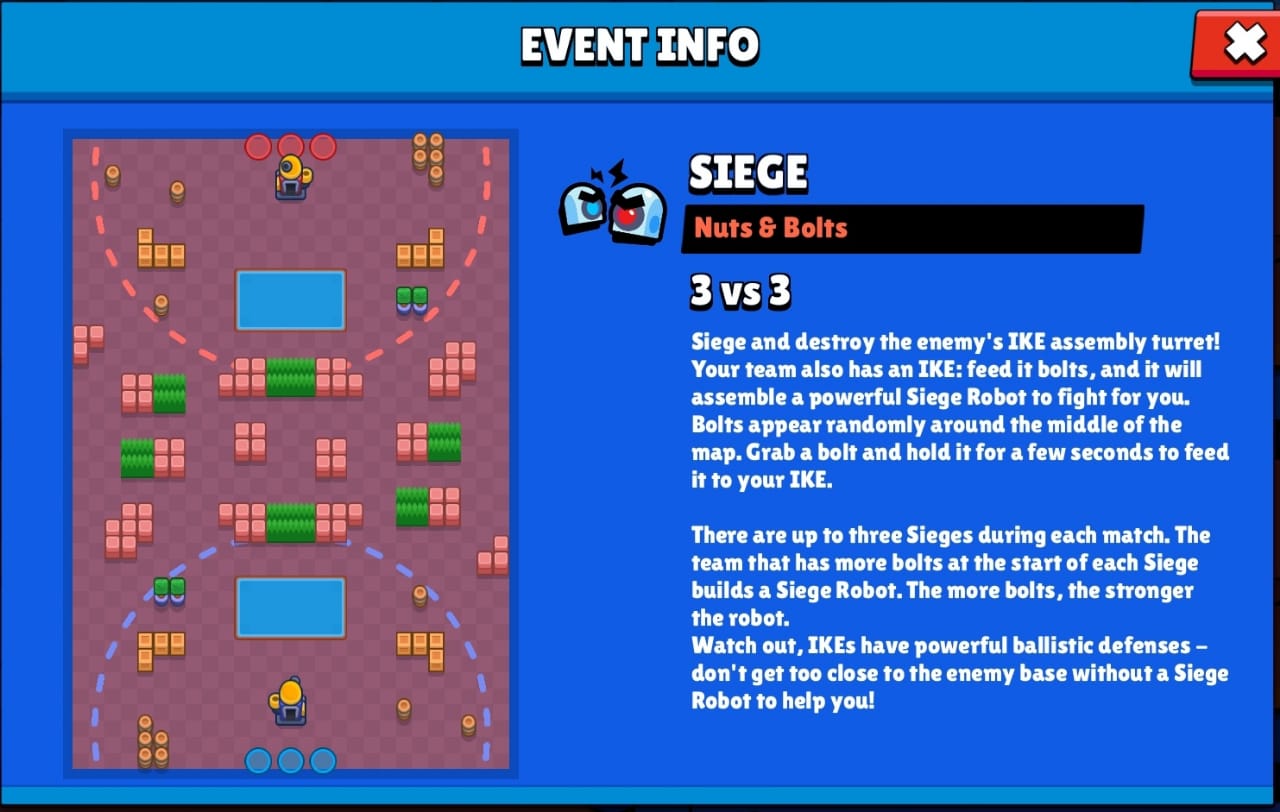 EVENT INFO
SIEGE
Nuts & Bolts
3 vs 3
Siege and destroy the enemy's IKE assembly turret!
Your team also has an IKE: feed it bolts, and it will
assemble a powerful Siege Robot to fight for you.
Bolts appear randomly around the middle of the
map. Grab a bolt and hold it for a few seconds to feed
it to your IKE.
There are up to three Sieges during each match. The
team that has more bolts at the start of each Siege
builds a Siege Robot. The more bolts, the stronger
the robot.
Watch out, IKEs have powerful ballistic defenses –
don't get too close to the enemy base without a Siege
Robot to help you!